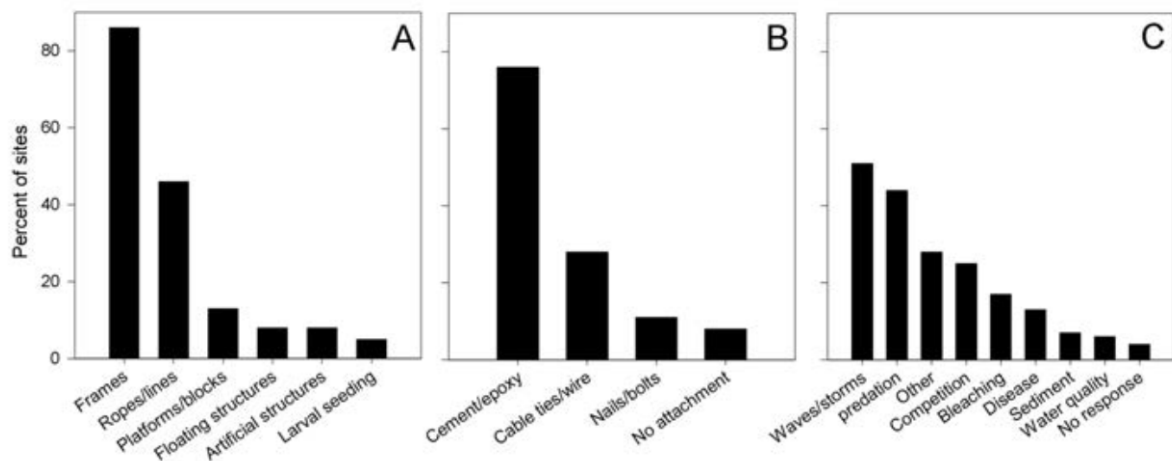 A
B
C
Percent of sites
80
60
40
20
0
Frames
Ropes/lines
Platforms/blocks
Floating structures
Artificial structures
Larval seeding
Cement/epoxy
Cable ties/wire
Nails/bolts
No attachment
Waves/storms
predation
Other
Competition
Bleaching
Disease
Sediment
Water quality
No response